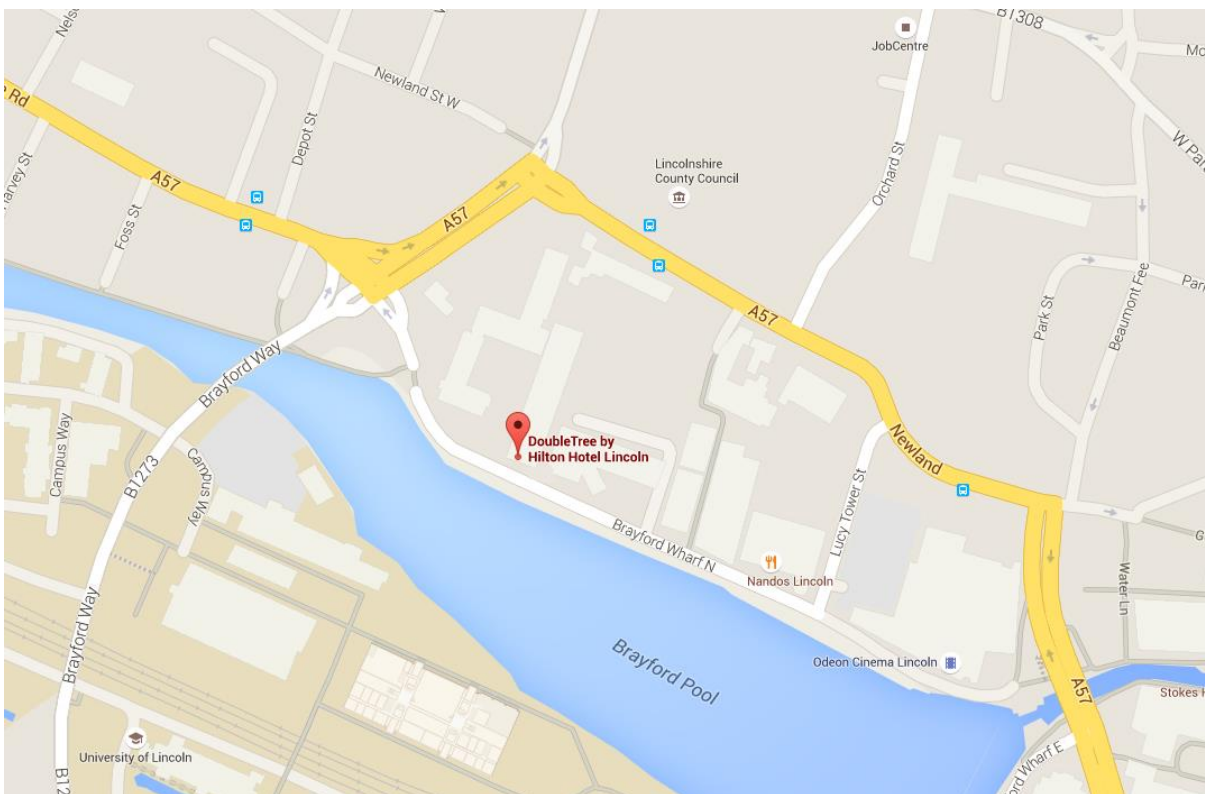 B1308
JobCentre
Mo
Nels
Newland St W
e Rd
Depot St
W Par
Harvey St
A57
Foss St
A57
Lincolnshire
County Council
Orchard St
Beaumont Fee
Park St
Par
A57
Brayford Way
DoubleTree by
Hilton Hotel Lincoln
Newland
Campus Way
B1273
Campus Way
Lucy Tower St
Brayford Wharf N
G
Nandos Lincoln
Water Ln
Brayford Way
Brayford Pool
Odeon Cinema Lincoln
A57
Stokes H
University of Lincoln
B12
ord Wharf E